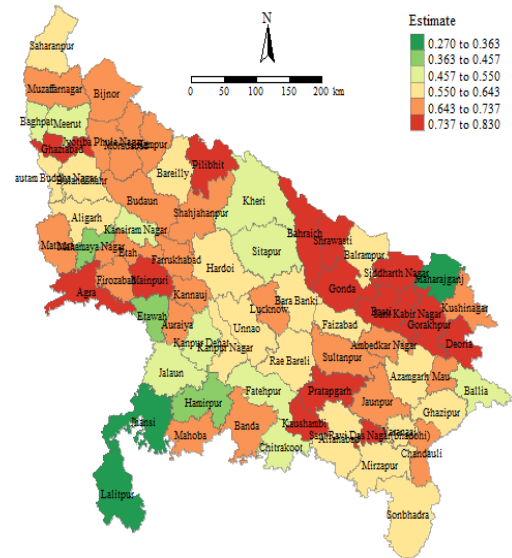 N
Estimate
0.270 to 0.363
0.363 to 0.457
0.457 to 0.550
0.550 to 0.643
0.643 to 0.737
0.737 to 0.830
0 50 100 150 200 km
Saharanpur
Muzaffarnagar
Bijnor
Baghpat
Meerut
Jyotiba Phule Nagar
Ghaziabad
Pilibhit
Bareilly
Budaun
Shahjahanpur
Kheri
Aligarh
Kansiram Nagar
Mahamaya Nagar
Etah
Farrukhabad
Sitapur
Bahraich
Shrawasti
Balrampur
Siddharth Nagar
Maharajganj
Hardoi
Agra
Firozabad
Mainpuri
Kannauj
Gonda
Kushinagar
Lucknow
Bara Banki
Sant Kabir Nagar
Gorakhpur
Deoria
Etawah
Auraiya
Unnao
Faizabad
Kanpur Dehat
Kanpur Nagar
Ambedkar Nagar
Rae Bareli
Sultanpur
Azamgarh
Mau
Jalaun
Fatehpur
Pratapgarh
Jaunpur
Ballia
Hamirpur
Ghazipur
Jhansi
Mahoba
Banda
Kaushambi
Chitrakoot
Chandauli
Mirzapur
Lalitpur
Sonbhadra